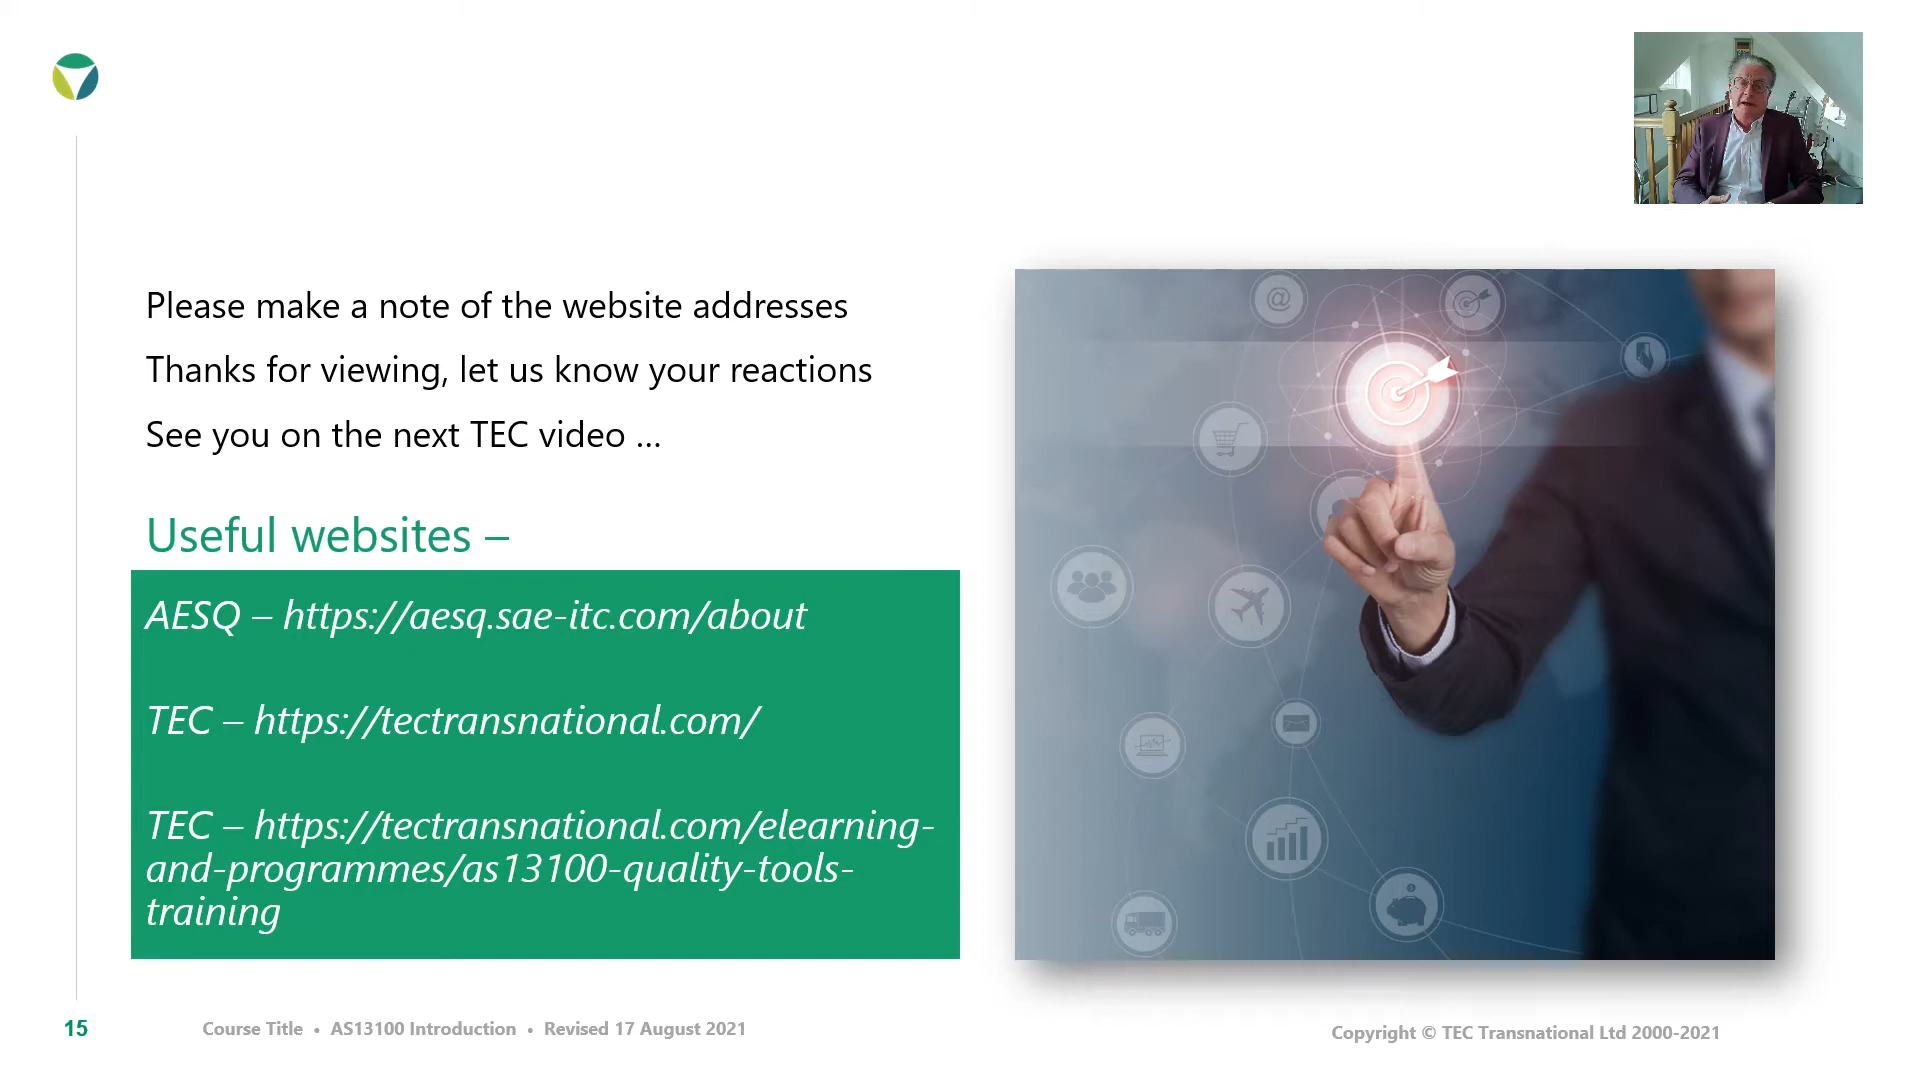 Please make a note of the website addresses
Thanks for viewing, let us know your reactions
See you on the next TEC video ...
Useful websites –
AESQ – https://aesq.sae-itc.com/about
TEC – https://tectransnational.com/
TEC – https://tectransnational.com/elearning-
and-programmes/as13100-quality-tools-
training
@
15
Course Title • AS13100 Introduction • Revised 17 August 2021
Copyright © TEC Transnational Ltd 2000-2021